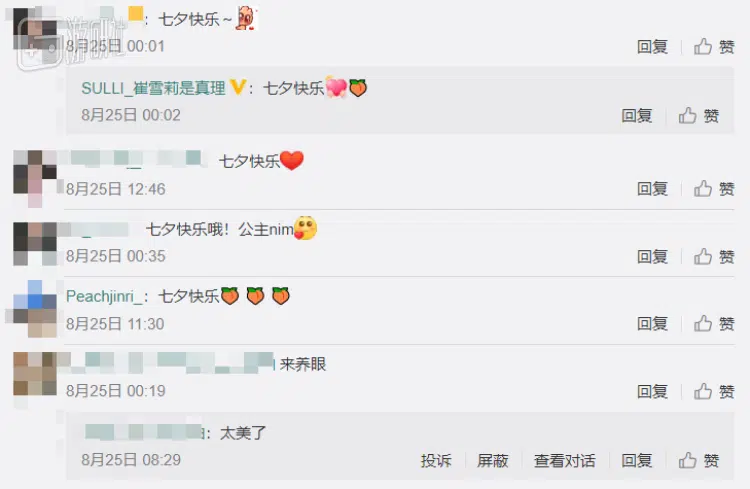 游研社
：七夕快乐～
8月25日 00:01 回复 赞
SULLI_崔雪莉是真理：七夕快乐
8月25日 00:02 回复 赞
七夕快乐
8月25日 12:46 回复 赞
七夕快乐哦！公主nim
8月25日 00:35 回复 赞
Peachjinri_：七夕快乐
8月25日 11:30 回复 赞
来养眼
8月25日 00:19 回复 赞
：太美了
8月25日 08:29 投诉 屏蔽 查看对话 回复 赞